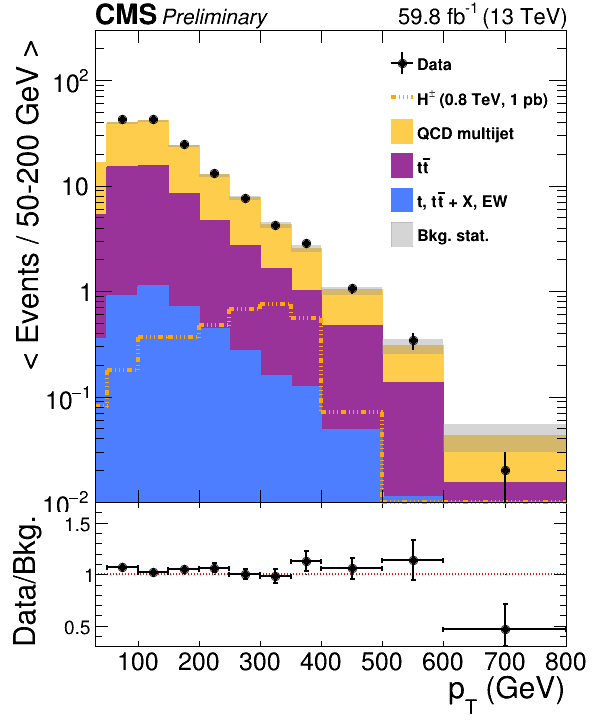 CMS Preliminary 59.8 fb⁻¹ (13 TeV)
< Events / 50-200 GeV >
10²
10
1
10⁻¹
10⁻²
Data
H± (0.8 TeV, 1 pb)
QCD multijet
tt̄
t, tt̄ + X, EW
Bkg. stat.
Data/Bkg.
1.5
1
0.5
100 200 300 400 500 600 700 800
p_T (GeV)